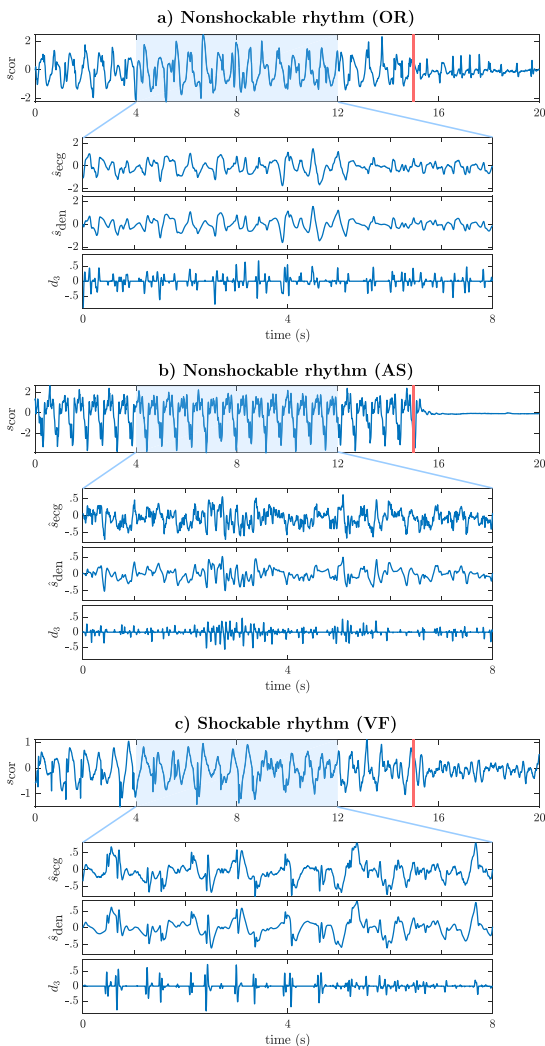 a) Nonshockable rhythm (OR)
s_cor
2
0
-2
0 4 8 12 16 20
ŝ_ecg
2
0
-2
ŝ_den
2
0
-2
d_3
.5
0
-.5
0 4 8
time (s)
b) Nonshockable rhythm (AS)
s_cor
2
0
-2
0 4 8 12 16 20
ŝ_ecg
.5
0
-.5
ŝ_den
.5
0
-.5
d_3
.5
0
-.5
0 4 8
time (s)
c) Shockable rhythm (VF)
s_cor
1
0
-1
0 4 8 12 16 20
ŝ_ecg
.5
0
-.5
ŝ_den
.5
0
-.5
d_3
.5
0
-.5
0 4 8
time (s)